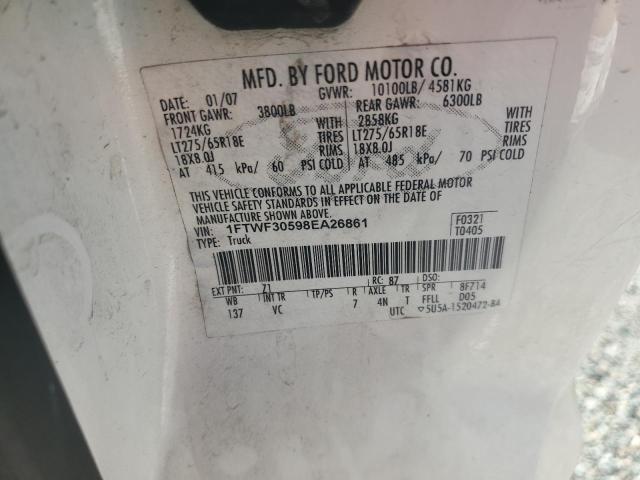 MFD. BY FORD MOTOR CO.
DATE: 01/07 GVWR: 10100LB/ 4581KG
FRONT GAWR: 3800LB REAR GAWR: 6300LB
1724KG WITH 2858KG WITH
LT275/65R18E TIRES LT275/65R18E TIRES
18X8.0J RIMS 18X8.0J RIMS
AT 415 kPa/ 60 PSI COLD AT 485 kPa/ 70 PSI COLD
THIS VEHICLE CONFORMS TO ALL APPLICABLE FEDERAL MOTOR
VEHICLE SAFETY STANDARDS IN EFFECT ON THE DATE OF
MANUFACTURE SHOWN ABOVE.
VIN: 1FTWF30598EA26861 F0321
TYPE: Truck T0405
EXT PNT: Z1 RC: 87 DSO:
WB INT TR TP/PS R AXLE TR SPR 8F714
137 VC 7 4N T FFLL D05
UTC ▽5U5A-1520472-BA